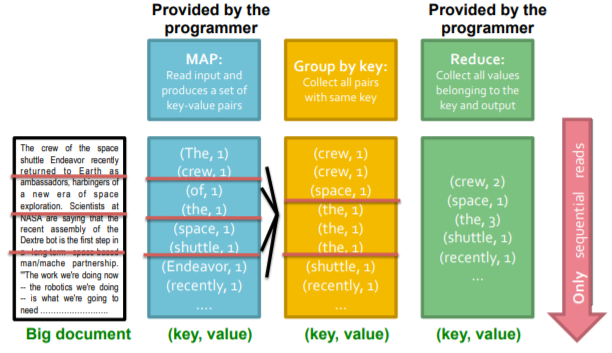 Provided by the
programmer
Provided by the
programmer
MAP:
Read input and
produces a set of
key-value pairs
Group by key:
Collect all pairs
with same key
Reduce:
Collect all values
belonging to the
key and output
The crew of the space
shuttle Endeavor recently
returned to Earth as
ambassadors, harbingers of
a new era of space
exploration. Scientists at
NASA are saying that the
recent assembly of the
Dextre bot is the first step in
a long-term space-based
man/mache partnership.
"The work we're doing now
-- the robotics we're doing
-- is what we're going to
need ……………………..
Big document
(The, 1)
(crew, 1)
(of, 1)
(the, 1)
(space, 1)
(shuttle, 1)
(Endeavor, 1)
(recently, 1)
….
(key, value)
(crew, 1)
(crew, 1)
(space, 1)
(the, 1)
(the, 1)
(the, 1)
(shuttle, 1)
(recently, 1)
…
(key, value)
(crew, 2)
(space, 1)
(the, 3)
(shuttle, 1)
(recently, 1)
…
(key, value)
Only sequential reads